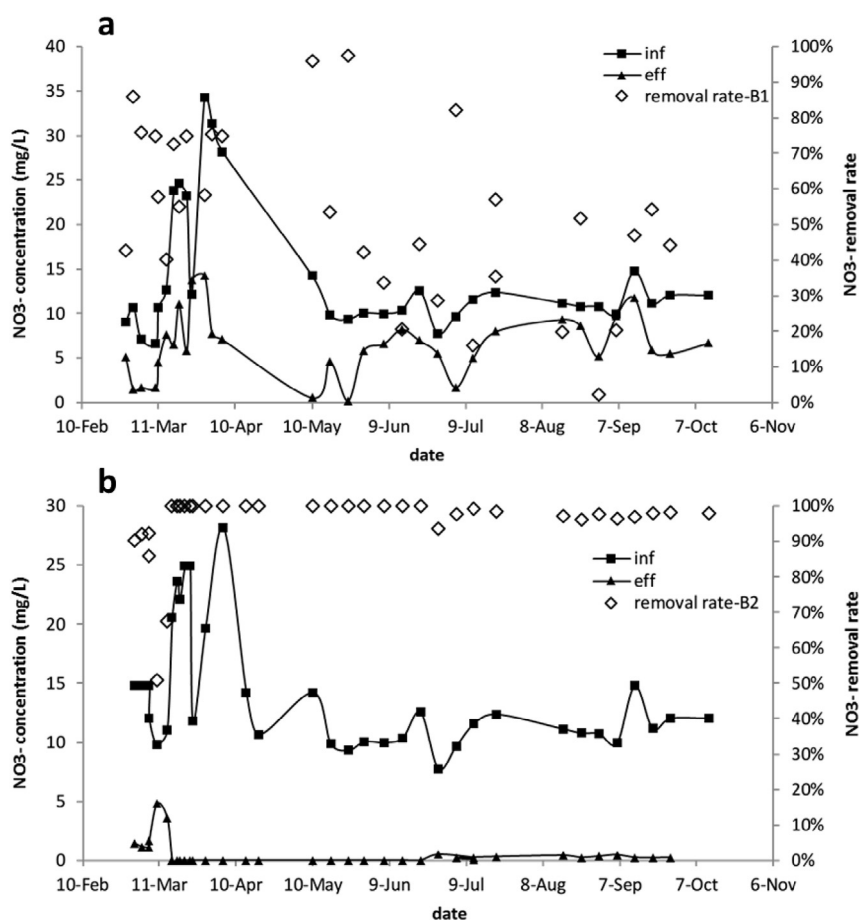 a
NO3- concentration (mg/L)
40
35
30
25
20
15
10
5
0
inf
eff
removal rate-B1
100%
90%
80%
70%
60%
50%
40%
30%
20%
10%
0%
NO3- removal rate
10-Feb 11-Mar 10-Apr 10-May 9-Jun 9-Jul 8-Aug 7-Sep 7-Oct 6-Nov
date
b
NO3- concentration (mg/L)
30
25
20
15
10
5
0
inf
eff
removal rate-B2
100%
90%
80%
70%
60%
50%
40%
30%
20%
10%
0%
NO3- removal rate
10-Feb 11-Mar 10-Apr 10-May 9-Jun 9-Jul 8-Aug 7-Sep 7-Oct 6-Nov
date